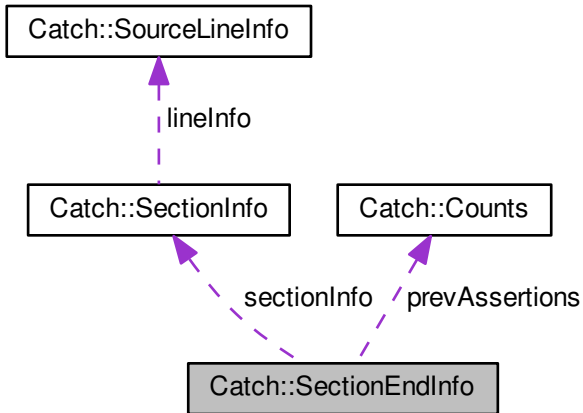 Catch::SourceLineInfo
lineInfo
Catch::SectionInfo
Catch::Counts
sectionInfo
prevAssertions
Catch::SectionEndInfo